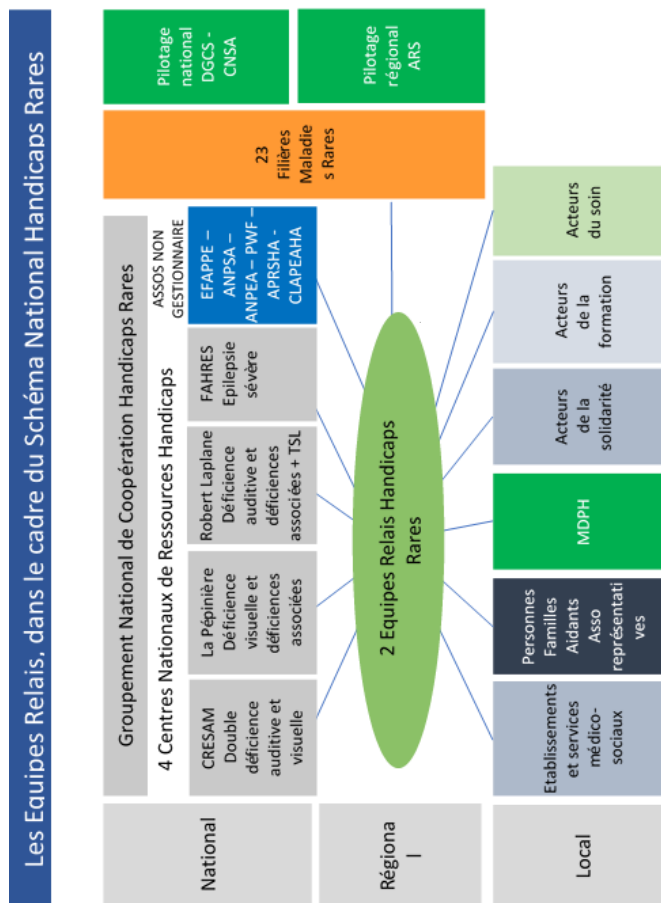 Les Equipes Relais, dans le cadre du Schéma National Handicaps Rares
National
Groupement National de Coopération Handicaps Rares
4 Centres Nationaux de Ressources Handicaps
ASSOS NON
GESTIONNAIRE
CRESAM
Double
déficience
auditive et
visuelle
La Pépinière
Déficience
visuelle et
déficiences
associées
Robert Laplane
Déficience
auditive et
déficiences
associées + TSL
FAHRES
Epilepsie
sévère
EFAPPE –
ANPSA –
ANPEA – PWF –
APRSHA -
CLAPEAHA
23
Filières
Maladie
s Rares
Pilotage
national
DGCS -
CNSA
Régiona
l
2 Equipes Relais Handicaps
Rares
Pilotage
régional
ARS
Local
Etablissements
et services
médico-
sociaux
Personnes
Familles
Aidants
Asso
représentati
ves
MDPH
Acteurs
de la
solidarité
Acteurs
de la
formation
Acteurs
du soin